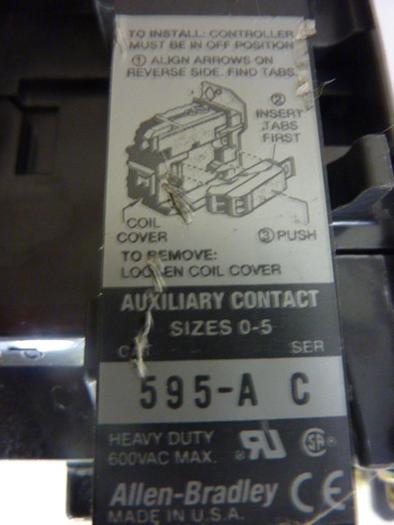 TO INSTALL: CONTROLLER
MUST BE IN OFF POSITION
① ALIGN ARROWS ON
REVERSE SIDE. FIND TABS
②
INSERT
TABS
FIRST
COIL
COVER
③ PUSH
TO REMOVE:
LOOSEN COIL COVER
AUXILIARY CONTACT
SIZES 0-5
CAT SER
595-A C
HEAVY DUTY
600VAC MAX.
Allen-Bradley
MADE IN U.S.A.